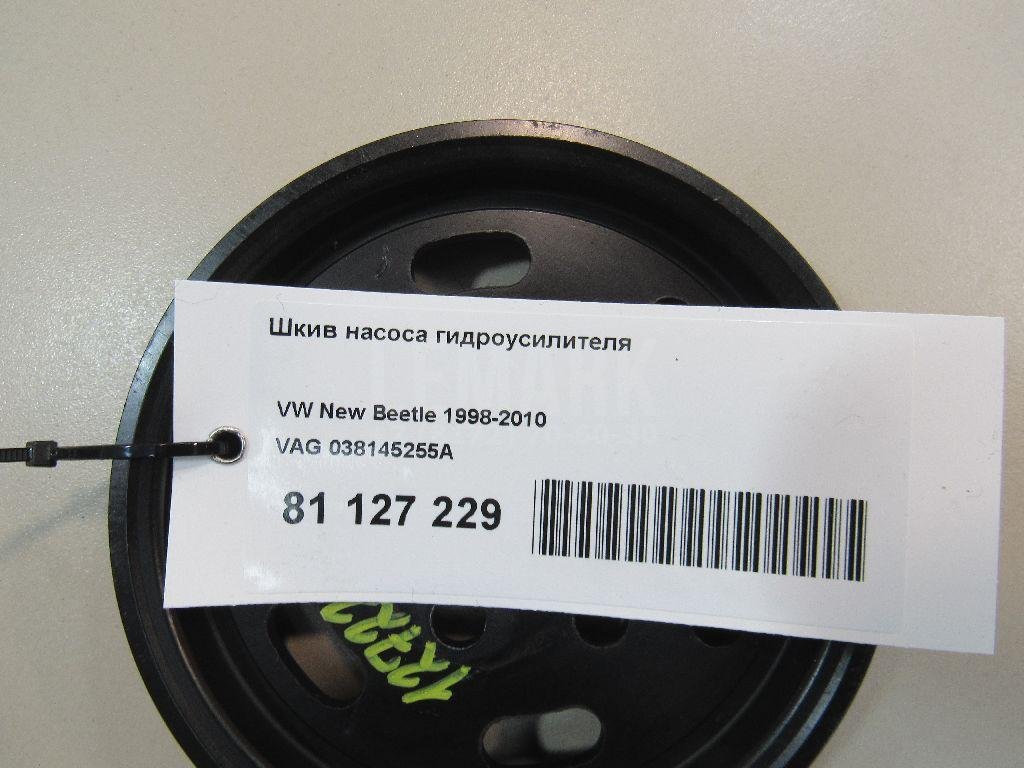 Шкив насоса гидроусилителя
VW New Beetle 1998-2010
VAG 038145255A
81 127 229